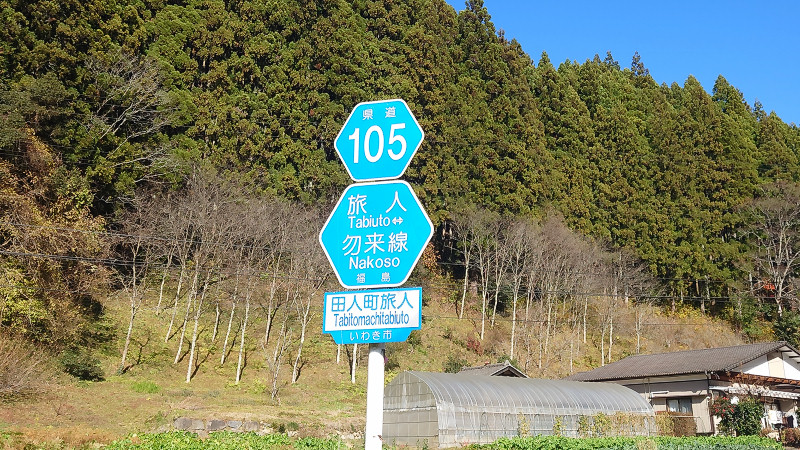 県道
105
旅人
Tabiuto⇔
勿来線
Nakoso
福島
田人町旅人
Tabitomachitabiuto
いわき市